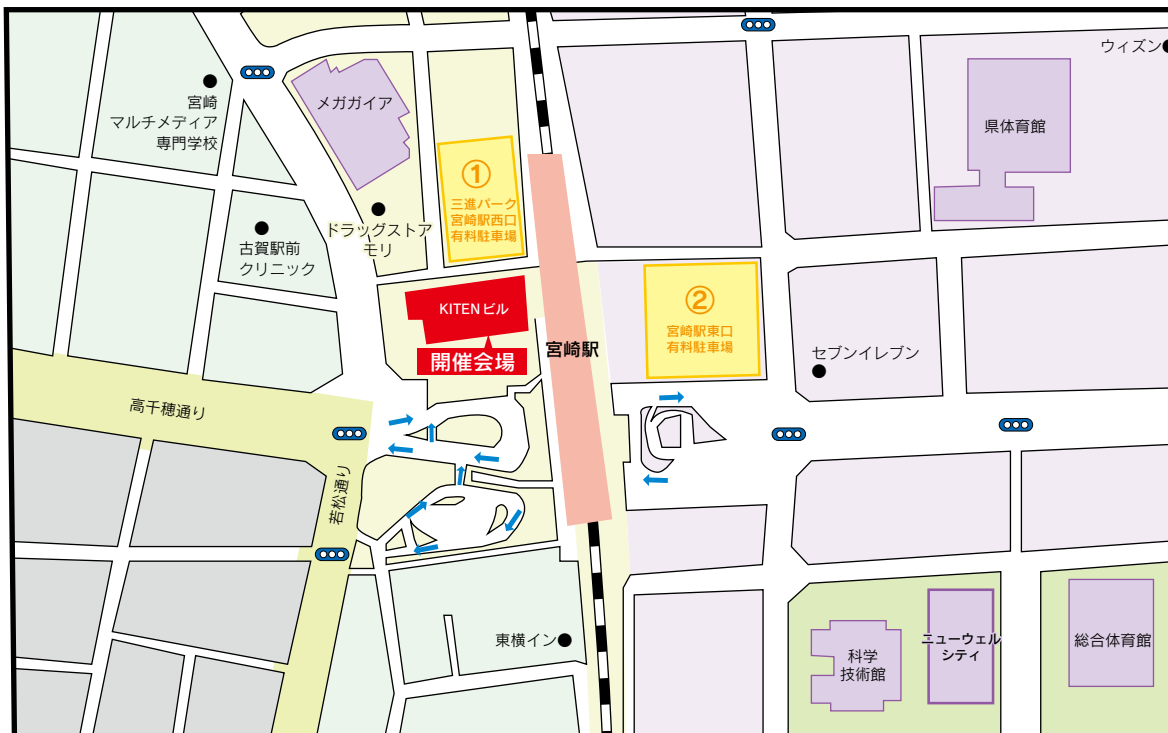 ウィズン
宮崎
マルチメディア
専門学校
メガガイア
県体育館
①
三進パーク
宮崎駅西口
有料駐車場
ドラッグストア
モリ
古賀駅前
クリニック
KITENビル
開催会場
宮崎駅
②
宮崎駅東口
有料駐車場
セブンイレブン
高千穂通り
若松通り
東横イン
科学
技術館
ニューウェル
シティ
総合体育館